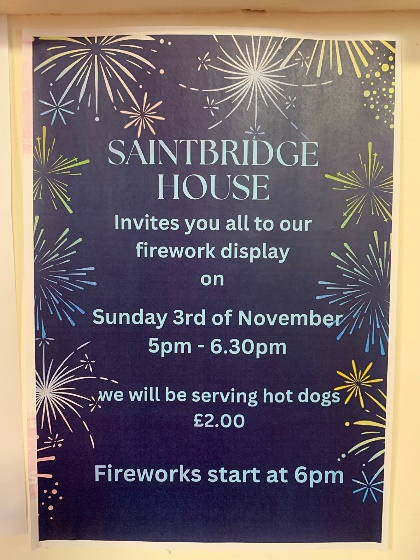 SAINTBRIDGE
HOUSE
Invites you all to our
firework display
on
Sunday 3rd of November
5pm - 6.30pm
we will be serving hot dogs
£2.00
Fireworks start at 6pm